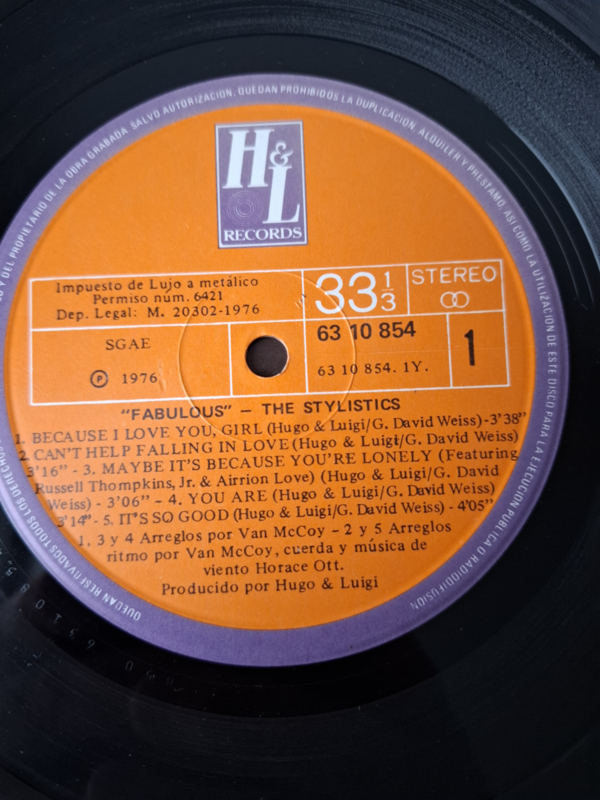 H&L
RECORDS
Impuesto de Lujo a metálico
Permiso núm. 6421
Dep. Legal: M. 20302-1976
33 1/3
STEREO
SGAE
Ⓟ 1976
63 10 854
63 10 854. 1Y.
1
"FABULOUS" — THE STYLISTICS
1. BECAUSE I LOVE YOU, GIRL (Hugo & Luigi/G. David Weiss)-3'38"
2. CAN'T HELP FALLING IN LOVE (Hugo & Luigi/G. David Weiss)
3'16" - 3. MAYBE IT'S BECAUSE YOU'RE LONELY (Featuring
Russell Thompkins, Jr. & Airrion Love) (Hugo & Luigi/G. David
Weiss) - 3'06" – 4. YOU ARE (Hugo & Luigi/G. David Weiss)
3'14" - 5. IT'S SO GOOD (Hugo & Luigi/G. David Weiss) - 4'05"
1, 3 y 4 Arreglos por Van McCoy – 2 y 5 Arreglos
ritmo por Van McCoy, cuerda y música de
viento Horace Ott.
Producido por Hugo & Luigi
QUEDAN RESERVADOS TODOS LOS DERECHOS
Y DEL PROPIETARIO DE LA OBRA GRABADA. SALVO AUTORIZACION, QUEDAN PROHIBIDOS LA DUPLICACION, ALQUILER Y PRESTAMO, ASI COMO LA UTILIZACION DE ESTE DISCO PARA LA EJECUCION PUBLICA O RADIODIFUSION